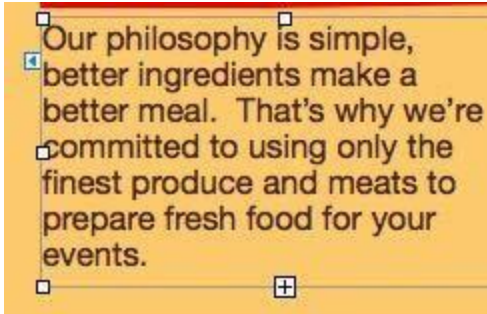 Our philosophy is simple,
better ingredients make a
better meal.  That's why we're
committed to using only the
finest produce and meats to
prepare fresh food for your
events.